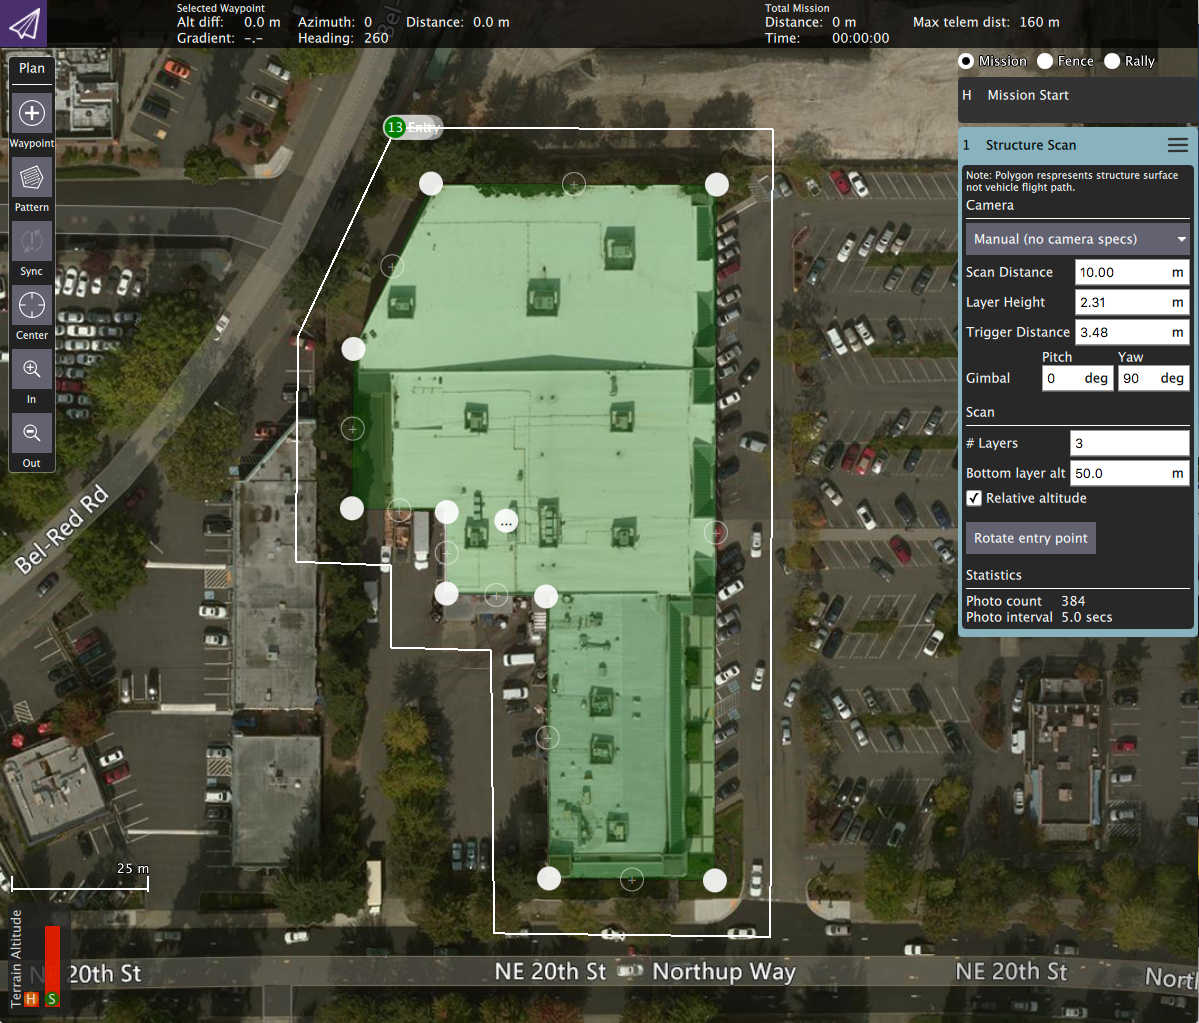 Selected Waypoint
Alt diff: 0.0 m Azimuth: 0 Distance: 0.0 m
Gradient: -.- Heading: 260
Total Mission
Distance: 0 m Max telem dist: 160 m
Time: 00:00:00
Plan
Waypoint
Pattern
Sync
Center
In
Out
Mission Fence Rally
H Mission Start
1 Structure Scan
Note: Polygon respresents structure surface
not vehicle flight path.
Camera
Manual (no camera specs)
Scan Distance 10.00 m
Layer Height 2.31 m
Trigger Distance 3.48 m
Pitch Yaw
Gimbal 0 deg 90 deg
Scan
# Layers 3
Bottom layer alt 50.0 m
Relative altitude
Rotate entry point
Statistics
Photo count 384
Photo interval 5.0 secs
13 Entry
...
Bel-Red Rd
25 m
Terrain Altitude
H S
NE 20th St
NE 20th St
Northup Way
NE 20th St
North
Bel-